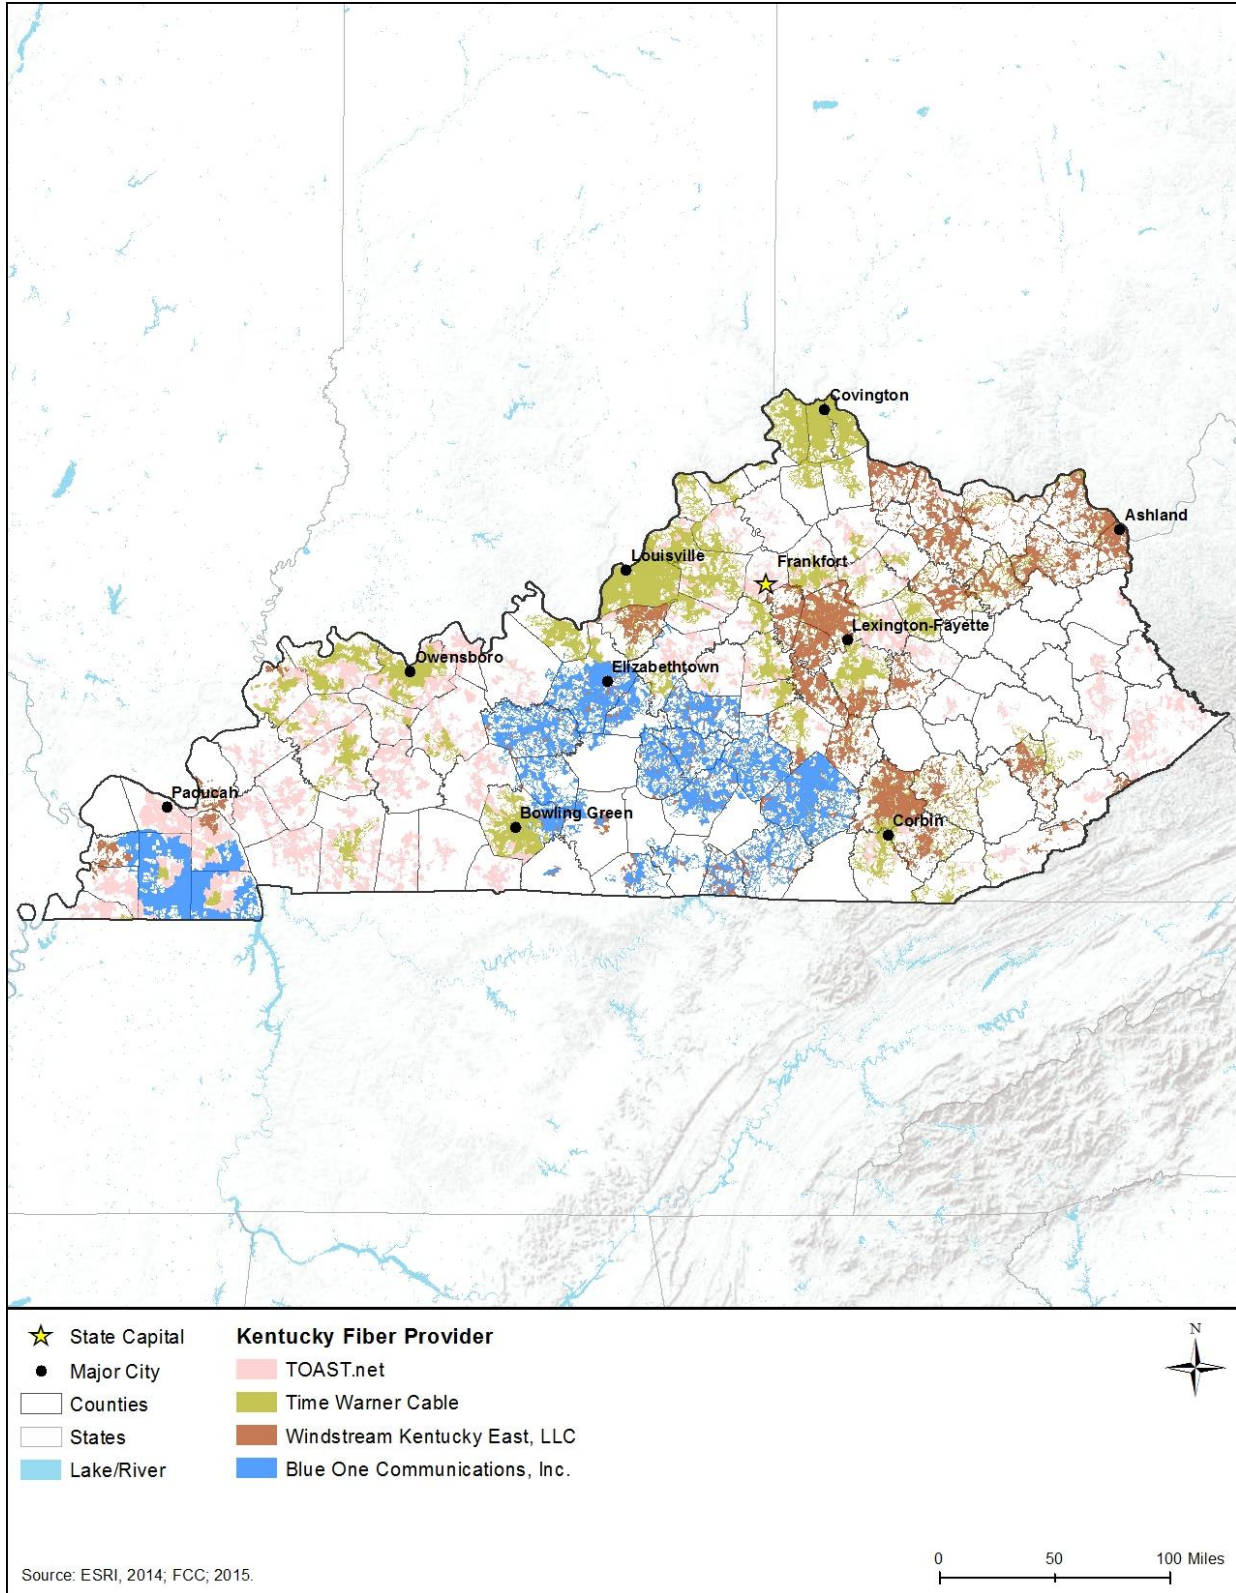 Covington
Ashland
Louisville
Frankfort
Lexington-Fayette
Owensboro
Elizabethtown
Paducah
Bowling Green
Corbin
State Capital
Major City
Counties
States
Lake/River
Kentucky Fiber Provider
TOAST.net
Time Warner Cable
Windstream Kentucky East, LLC
Blue One Communications, Inc.
N
0 50 100 Miles
Source: ESRI, 2014; FCC; 2015.